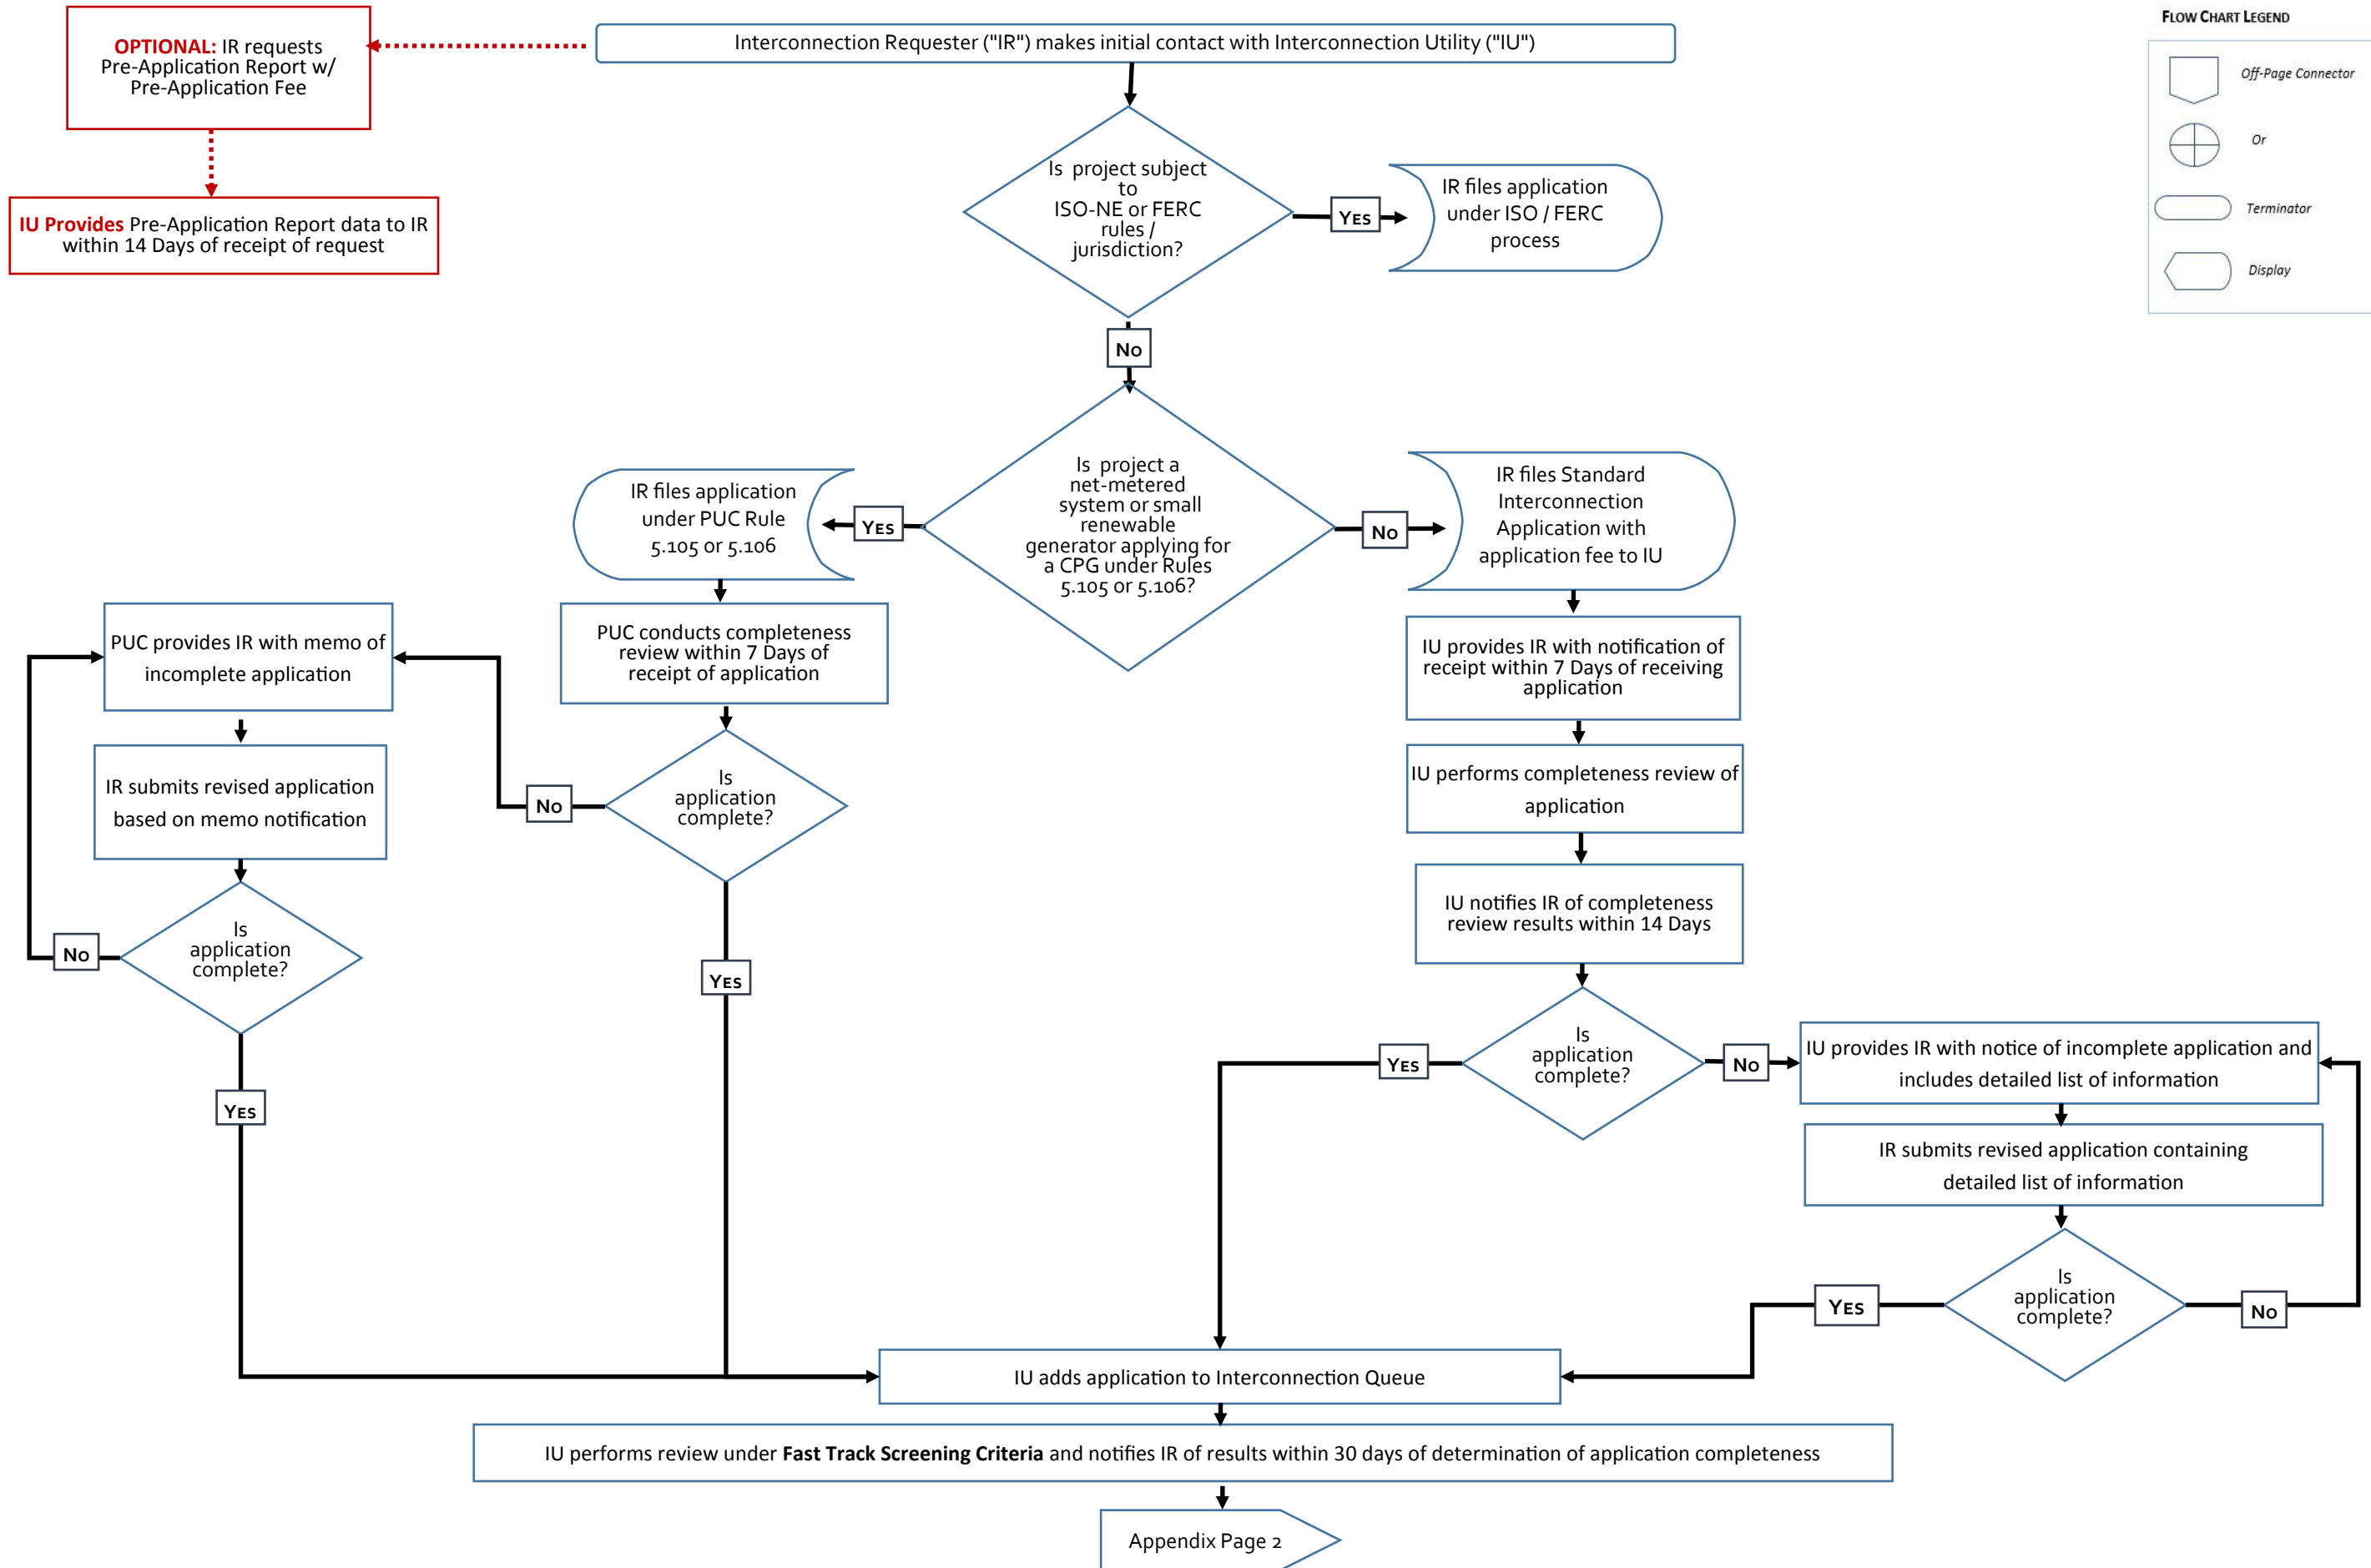 FLOW CHART LEGEND
Off-Page Connector
Or
Terminator
Display
OPTIONAL: IR requests
Pre-Application Report w/
Pre-Application Fee
Interconnection Requester ("IR") makes initial contact with Interconnection Utility ("IU")
IU Provides Pre-Application Report data to IR
within 14 Days of receipt of request
Is project subject
to
ISO-NE or FERC
rules /
jurisdiction?
YES
IR files application
under ISO / FERC
process
No
Is project a
net-metered
system or small
renewable
generator applying for
a CPG under Rules
5.105 or 5.106?
YES
IR files application
under PUC Rule
5.105 or 5.106
No
IR files Standard
Interconnection
Application with
application fee to IU
PUC provides IR with memo of
incomplete application
PUC conducts completeness
review within 7 Days of
receipt of application
IU provides IR with notification of
receipt within 7 Days of receiving
application
IR submits revised application
based on memo notification
No
Is
application
complete?
IU performs completeness review of
application
IU notifies IR of completeness
review results within 14 Days
No
Is
application
complete?
YES
YES
YES
Is
application
complete?
No
IU provides IR with notice of incomplete application and
includes detailed list of information
IR submits revised application containing
detailed list of information
YES
Is
application
complete?
No
IU adds application to Interconnection Queue
IU performs review under Fast Track Screening Criteria and notifies IR of results within 30 days of determination of application completeness
Appendix Page 2